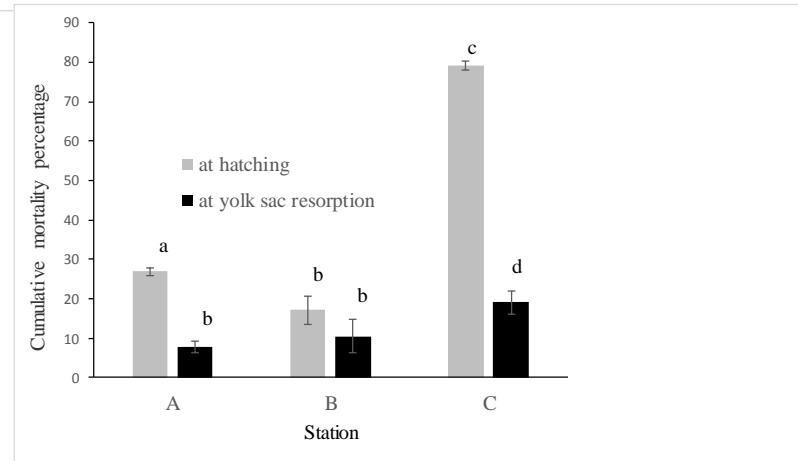 Cumulative mortality percentage
90
80
70
60
50
40
30
20
10
0
at hatching
at yolk sac resorption
a
b
b
b
c
d
A
B
C
Station